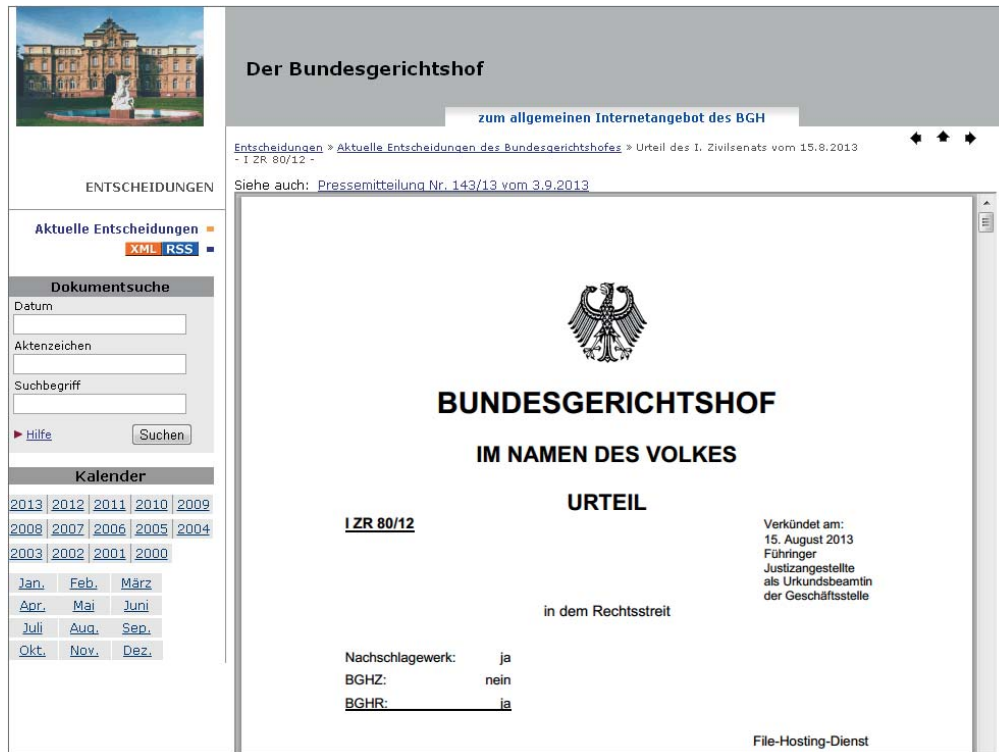 Der Bundesgerichtshof
zum allgemeinen Internetangebot des BGH
Entscheidungen » Aktuelle Entscheidungen des Bundesgerichtshofes » Urteil des I. Zivilsenats vom 15.8.2013
- I ZR 80/12 -
Siehe auch: Pressemitteilung Nr. 143/13 vom 3.9.2013
ENTSCHEIDUNGEN
Aktuelle Entscheidungen
XML RSS
Dokumentsuche
Datum
Aktenzeichen
Suchbegriff
Hilfe
Suchen
Kalender
2013 2012 2011 2010 2009
2008 2007 2006 2005 2004
2003 2002 2001 2000
Jan. Feb. März
Apr. Mai Juni
Juli Aug. Sep.
Okt. Nov. Dez.
BUNDESGERICHTSHOF
IM NAMEN DES VOLKES
URTEIL
I ZR 80/12
Verkündet am:
15. August 2013
Führinger
Justizangestellte
als Urkundsbeamtin
der Geschäftsstelle
in dem Rechtsstreit
Nachschlagewerk: ja
BGHZ: nein
BGHR: ja
File-Hosting-Dienst